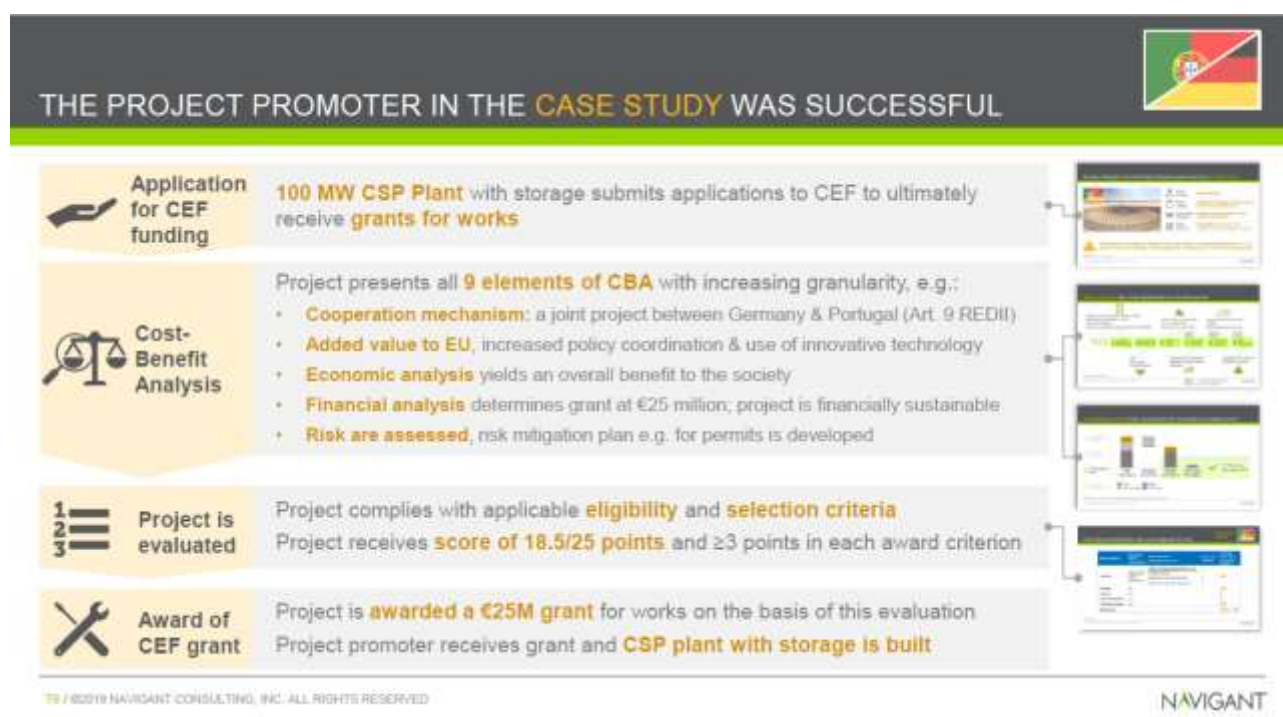 THE PROJECT PROMOTER IN THE CASE STUDY WAS SUCCESSFUL
Application
for CEF
funding
100 MW CSP Plant with storage submits applications to CEF to ultimately
receive grants for works
Cost-
Benefit
Analysis
Project presents all 9 elements of CBA with increasing granularity, e.g.:
• Cooperation mechanism: a joint project between Germany & Portugal (Art. 9 REDII)
• Added value to EU, increased policy coordination & use of innovative technology
• Economic analysis yields an overall benefit to the society
• Financial analysis determines grant at €25 million; project is financially sustainable
• Risk are assessed, risk mitigation plan e.g. for permits is developed
1
2
3
Project is
evaluated
Project complies with applicable eligibility and selection criteria
Project receives score of 18.5/25 points and ≥3 points in each award criterion
Award of
CEF grant
Project is awarded a €25M grant for works on the basis of this evaluation
Project promoter receives grant and CSP plant with storage is built
/ ©2019 NAVIGANT CONSULTING, INC. ALL RIGHTS RESERVED
NAVIGANT